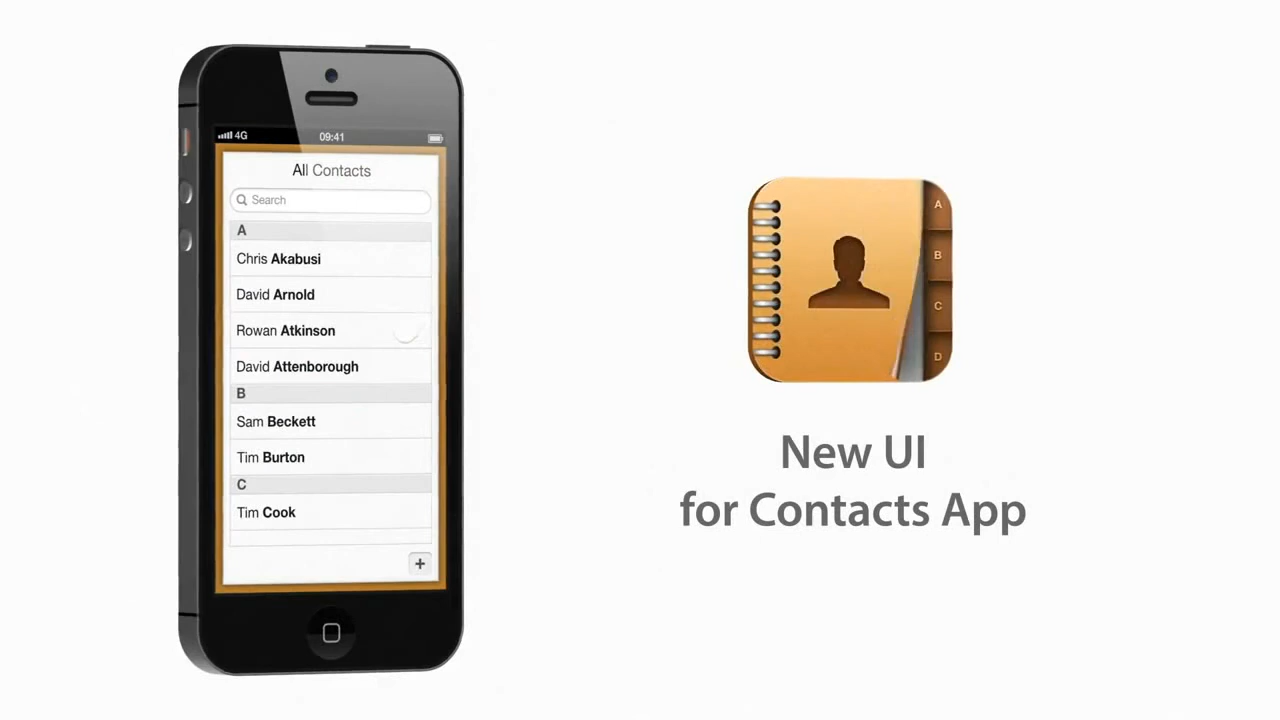 4G 09:41
All Contacts
Search
A
Chris Akabusi
David Arnold
Rowan Atkinson
David Attenborough
B
Sam Beckett
Tim Burton
C
Tim Cook
+
A
B
C
D
New UI
for Contacts App